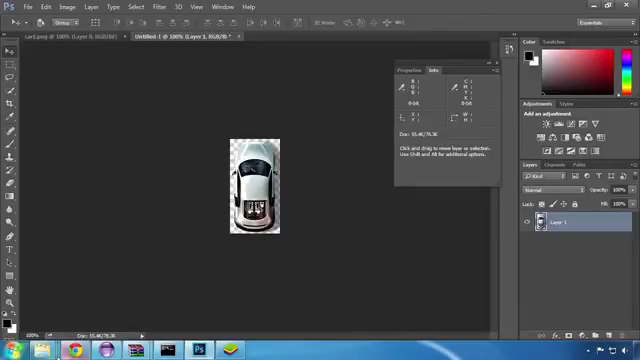 Ps File Edit Image Layer Type Select Filter 3D View Window Help
Group 3D Mode: Essentials
car1.png @ 100% (Layer 0, RGB/8#) × Untitled-1 @ 100% (Layer 1, RGB/8) * ×
Properties Info
R :
G :
B :
8-bit
C :
M :
Y :
K :
8-bit
X :
Y :
W :
H :
Doc: 55.4K/76.3K
Click and drag to move layer or selection.
Use Shift and Alt for additional options.
Color Swatches
Adjustments Styles
Add an adjustment
Layers Channels Paths
Kind
Normal Opacity: 100%
Lock: Fill: 100%
Layer 1
100% Doc: 55.4K/76.3K
Ps